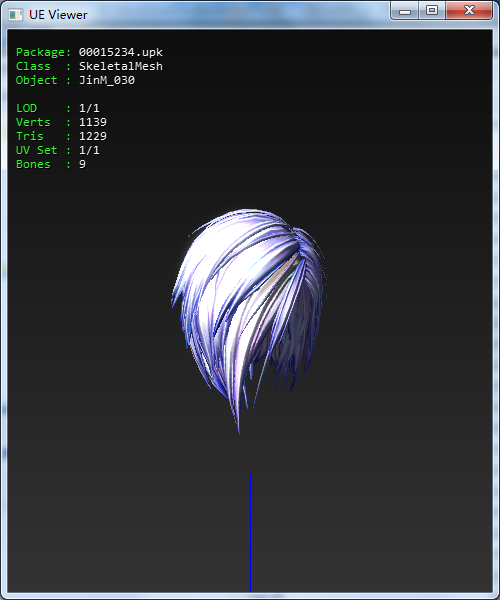 UE Viewer
Package: 00015234.upk
Class : SkeletalMesh
Object : JinM_030
LOD : 1/1
Verts : 1139
Tris : 1229
UV Set : 1/1
Bones : 9